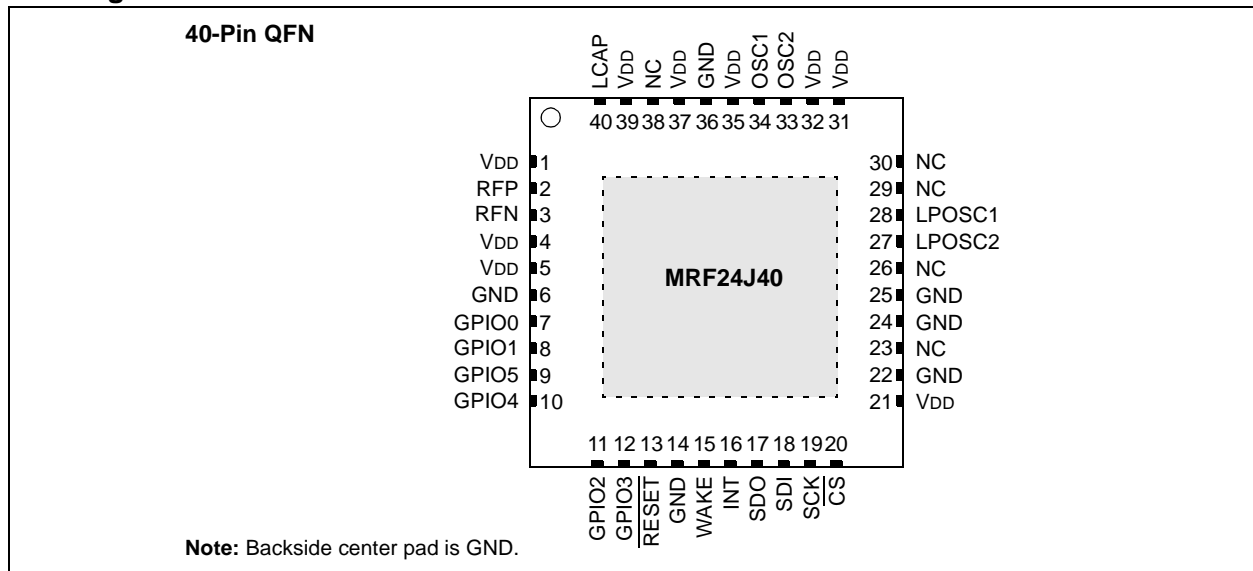 40-Pin QFN
LCAP
VDD
NC
VDD
GND
VDD
OSC1
OSC2
VDD
VDD
40 39 38 37 36 35 34 33 32 31
VDD 1
RFP 2
RFN 3
VDD 4
VDD 5
GND 6
GPIO0 7
GPIO1 8
GPIO5 9
GPIO4 10
MRF24J40
30 NC
29 NC
28 LPOSC1
27 LPOSC2
26 NC
25 GND
24 GND
23 NC
22 GND
21 VDD
11 12 13 14 15 16 17 18 19 20
GPIO2
GPIO3
RESET
GND
WAKE
INT
SDO
SDI
SCK
CS
Note: Backside center pad is GND.